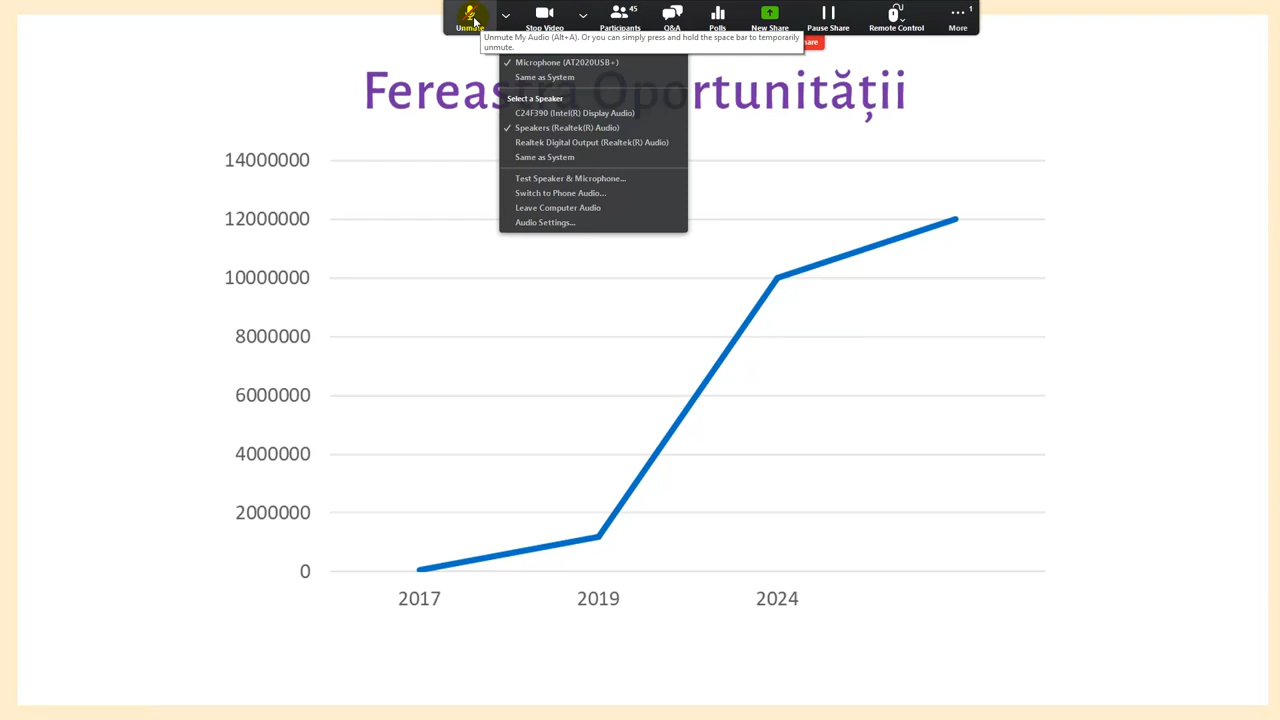 45
1
Unmute
Stop Video
Participants
Q&A
Polls
New Share
Pause Share
Remote Control
More
Unmute My Audio (Alt+A). Or you can simply press and hold the space bar to temporarily
unmute.
Microphone (AT2020USB+)
Same as System
Select a Speaker
C24F390 (Intel(R) Display Audio)
Speakers (Realtek(R) Audio)
Realtek Digital Output (Realtek(R) Audio)
Same as System
Test Speaker & Microphone...
Switch to Phone Audio...
Leave Computer Audio
Audio Settings...
Fereastra Oportunității
14000000
12000000
10000000
8000000
6000000
4000000
2000000
0
2017 2019 2024